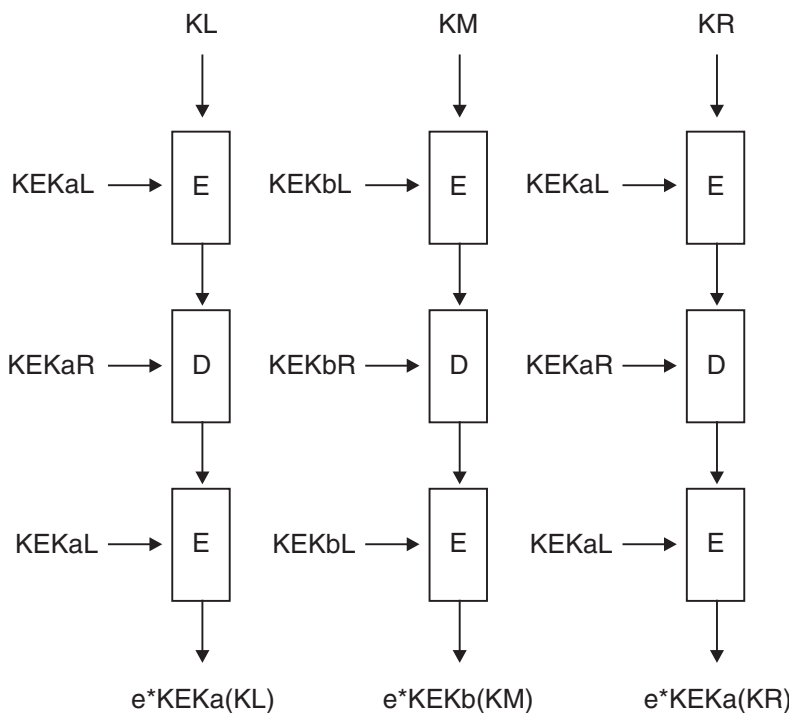 KL KM KR
KEKaL E KEKbL E KEKaL E
KEKaR D KEKbR D KEKaR D
KEKaL E KEKbL E KEKaL E
e*KEKa(KL) e*KEKb(KM) e*KEKa(KR)